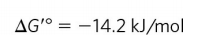 ΔG′° = −14.2 kJ/mol